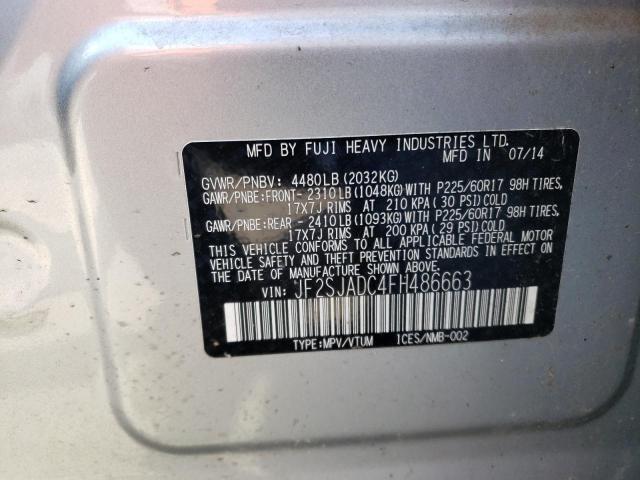 MFD BY FUJI HEAVY INDUSTRIES LTD.
MFD IN 07/14
GVWR/PNBV: 4480LB (2032KG)
GAWR/PNBE:FRONT- 2310LB (1048KG) WITH P225/60R17 98H TIRES,
17X7J RIMS AT 210 KPA ( 30 PSI) COLD
GAWR/PNBE:REAR - 2410LB (1093KG) WITH P225/60R17 98H TIRES,
17X7J RIMS AT 200 KPA ( 29 PSI) COLD
THIS VEHICLE CONFORMS TO ALL APPLICABLE FEDERAL MOTOR
VEHICLE SAFETY AND THEFT PREVENTION STANDARDS IN EFFECT ON
THE DATE OF MANUFACTURE SHOWN ABOVE.
VIN: JF2SJADC4FH486663
TYPE:MPV/VTUM ICES/NMB-002